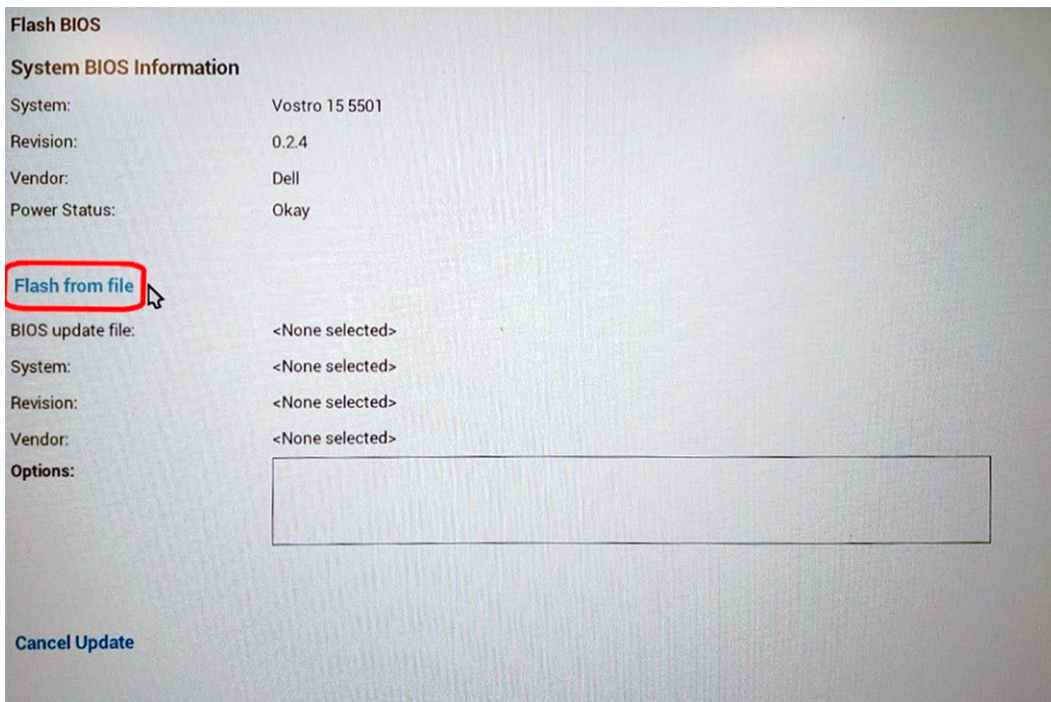 Flash BIOS
System BIOS Information
System: Vostro 15 5501
Revision: 0.2.4
Vendor: Dell
Power Status: Okay
Flash from file
BIOS update file: <None selected>
System: <None selected>
Revision: <None selected>
Vendor: <None selected>
Options:
Cancel Update